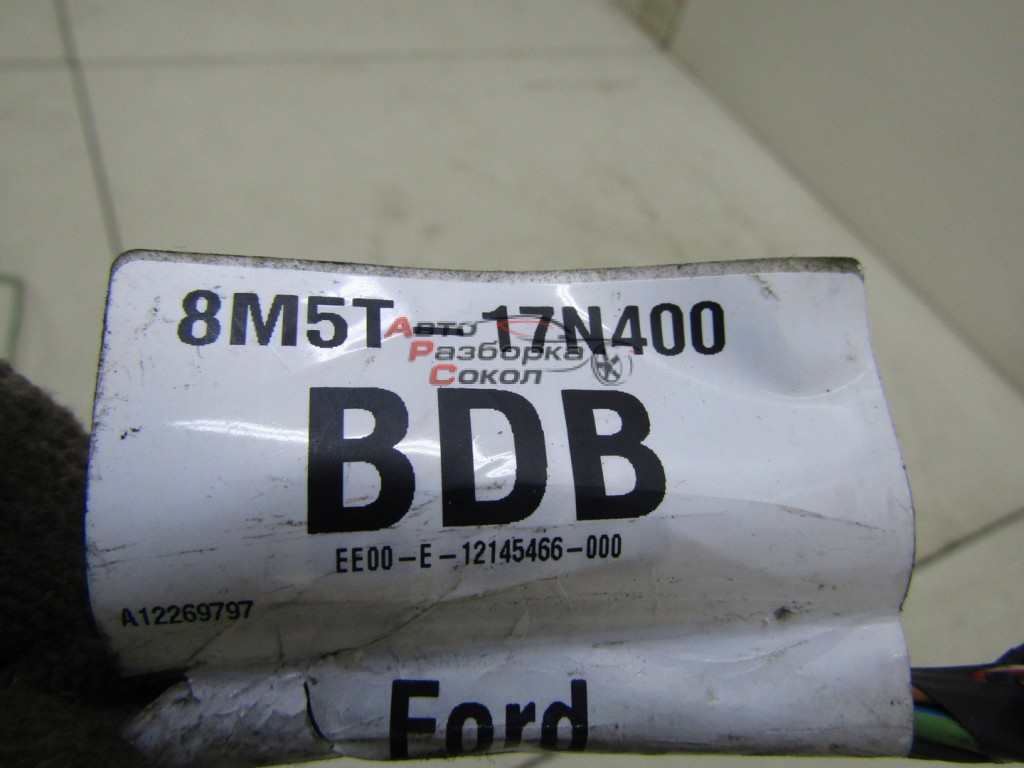 8M5T 17N400
Авто
Разборка
Сокол
BDB
EE00-E-12145466-000
A12269797
Ford